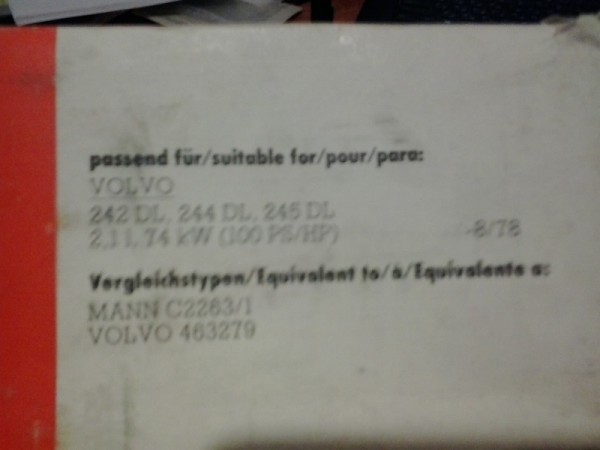 passend für/suitable for/pour/para:
VOLVO
242 DL, 244 DL, 245 DL
2,1 l, 74 kW (100 PS/HP) -8/78
Vergleichstypen/Equivalent to/à/Equivalente a:
MANN C2263/1
VOLVO 463279